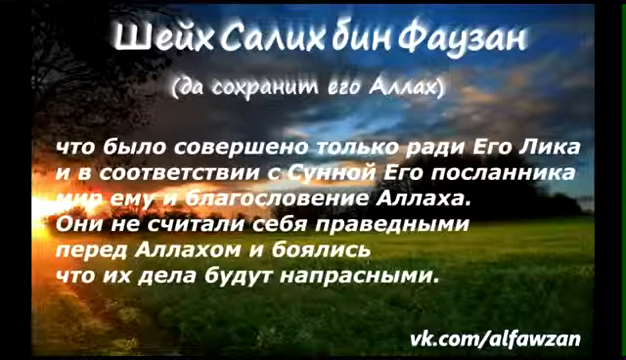 Шейх Салих бин Фаузан
(да сохранит его Аллах)
что было совершено только ради Его Лика
и в соответствии с Сунной Его посланника
мир ему и благословение Аллаха.
Они не считали себя праведными
перед Аллахом и боялись
что их дела будут напрасными.
vk.com/alfawzan